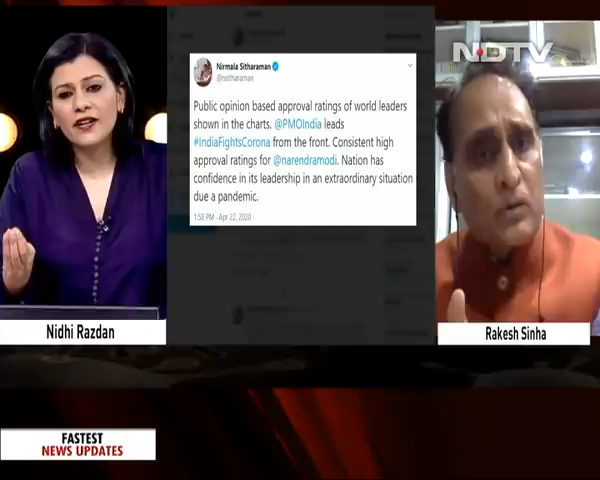 NDTV
Nirmala Sitharaman
@nsitharaman
Public opinion based approval ratings of world leaders
shown in the charts. @PMOIndia leads
#IndiaFightsCorona from the front. Consistent high
approval ratings for @narendramodi. Nation has
confidence in its leadership in an extraordinary situation
due a pandemic.
1:53 PM - Apr 22, 2020
Nidhi Razdan
Rakesh Sinha
FASTEST
NEWS UPDATES